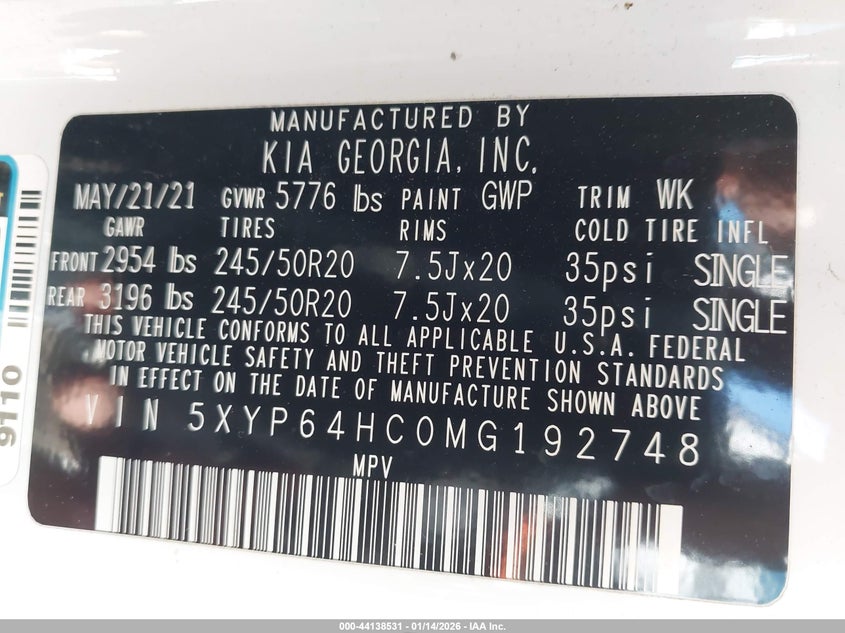 MANUFACTURED BY
KIA GEORGIA, INC.
MAY/21/21 GVWR 5776 lbs PAINT GWP TRIM WK
GAWR TIRES RIMS COLD TIRE INFL
FRONT 2954 lbs 245/50R20 7.5Jx20 35psi SINGLE
REAR 3196 lbs 245/50R20 7.5Jx20 35psi SINGLE
THIS VEHICLE CONFORMS TO ALL APPLICABLE U.S.A. FEDERAL
MOTOR VEHICLE SAFETY AND THEFT PREVENTION STANDARDS
IN EFFECT ON THE DATE OF MANUFACTURE SHOWN ABOVE
VIN 5XYP64HC0MG192748
MPV
9110
000-44138531 - 01/14/2026 - IAA Inc.